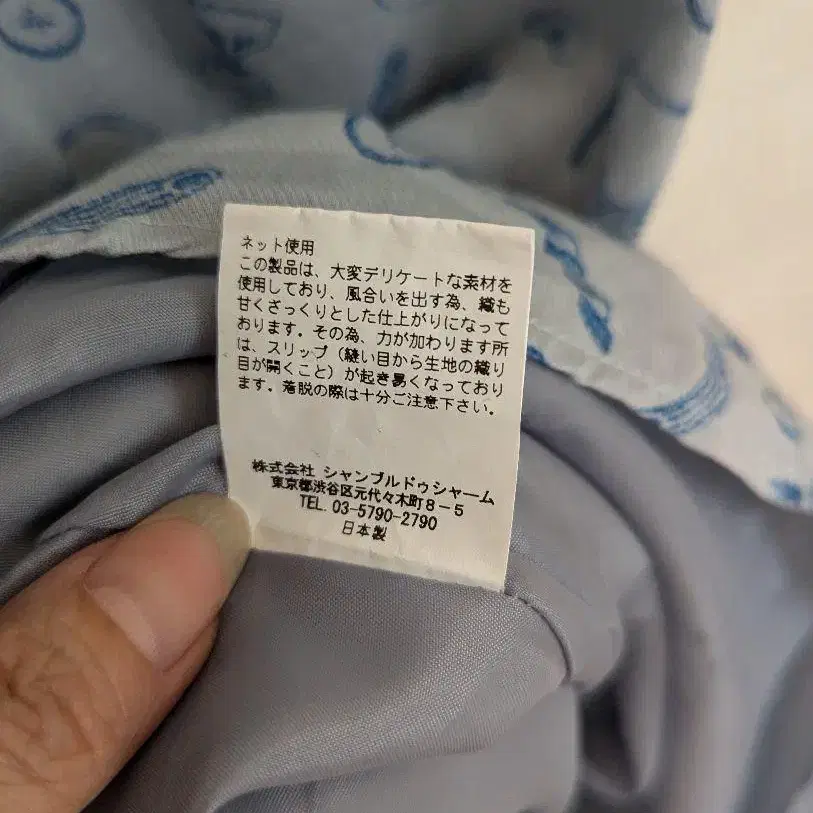 ネット使用
この製品は、大変デリケートな素材を
使用しており、風合いを出す為、織も
甘くざっくりとした仕上がりになって
おります。その為、力が加わります所
は、スリップ（縫い目から生地の織り
目が開くこと）が起き易くなっており
ます。着脱の際は十分ご注意下さい。
株式会社 シャンブルドゥシャーム
東京都渋谷区元代々木町8－5
TEL. 03-5790-2790
日本製